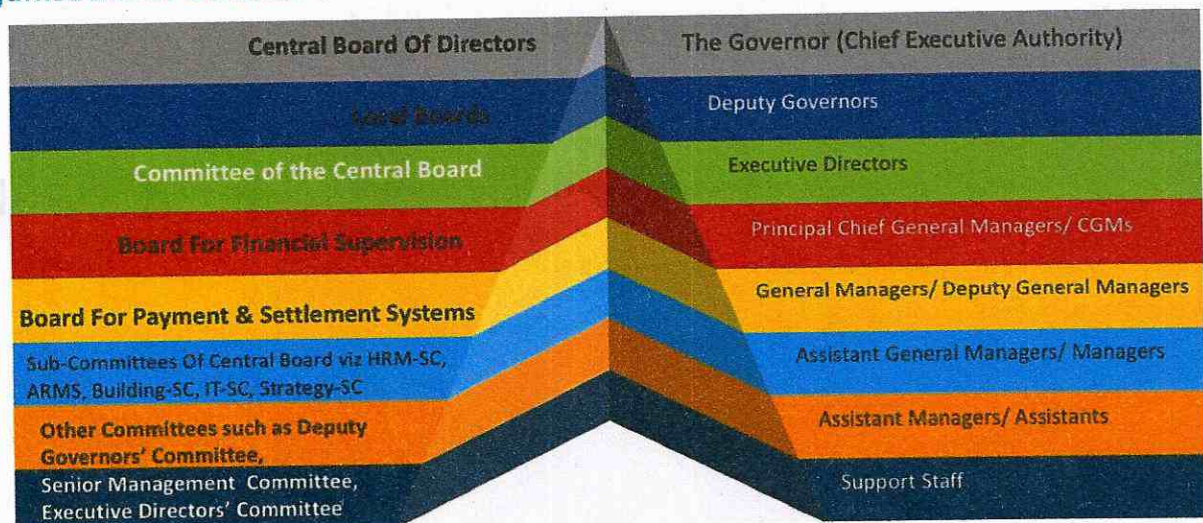 Central Board Of Directors
The Governor (Chief Executive Authority)
Local Boards
Deputy Governors
Committee of the Central Board
Executive Directors
Board For Financial Supervision
Principal Chief General Managers/ CGMs
Board For Payment & Settlement Systems
General Managers/ Deputy General Managers
Sub-Committees Of Central Board viz HRM-SC,
ARMS, Building-SC, IT-SC, Strategy-SC
Assistant General Managers/ Managers
Other Committees such as Deputy
Governors' Committee,
Assistant Managers/ Assistants
Senior Management Committee,
Executive Directors' Committee
Support Staff